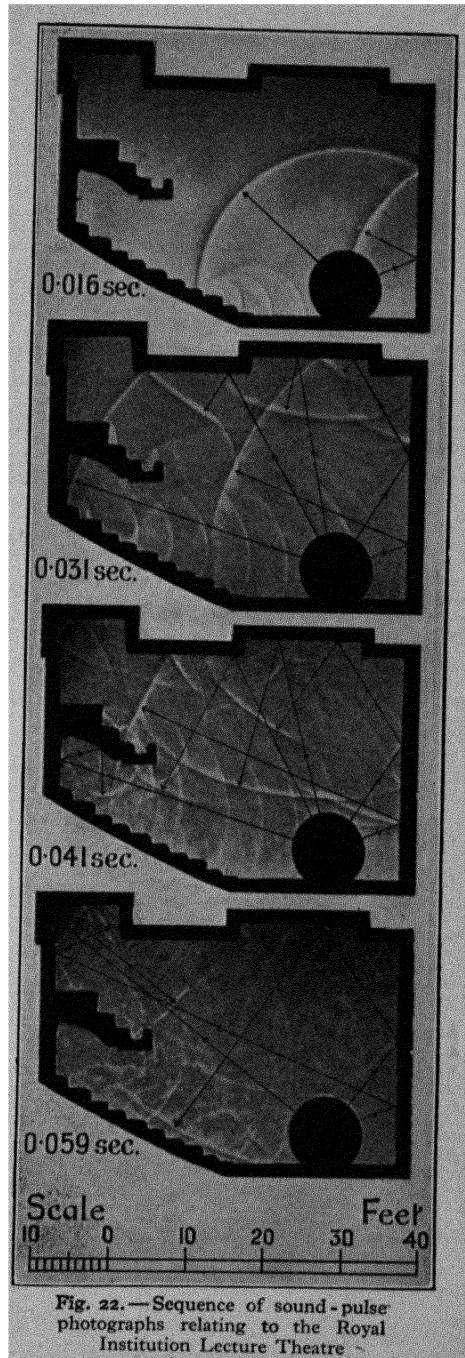 0·016 sec.
0·031 sec.
0·041 sec.
0·059 sec.
Scale Feet
10 0 10 20 30 40
Fig. 22.—Sequence of sound-pulse
photographs relating to the Royal
Institution Lecture Theatre